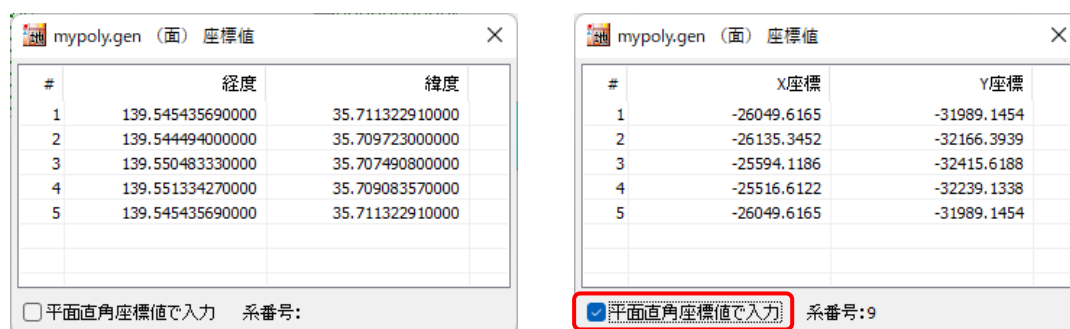 mypoly.gen （面） 座標値
# 経度 緯度
1 139.545435690000 35.711322910000
2 139.544494000000 35.709723000000
3 139.550483330000 35.707490800000
4 139.551334270000 35.709083570000
5 139.545435690000 35.711322910000
平面直角座標値で入力 系番号:
mypoly.gen （面） 座標値
# X座標 Y座標
1 -26049.6165 -31989.1454
2 -26135.3452 -32166.3939
3 -25594.1186 -32415.6188
4 -25516.6122 -32239.1338
5 -26049.6165 -31989.1454
平面直角座標値で入力 系番号:9